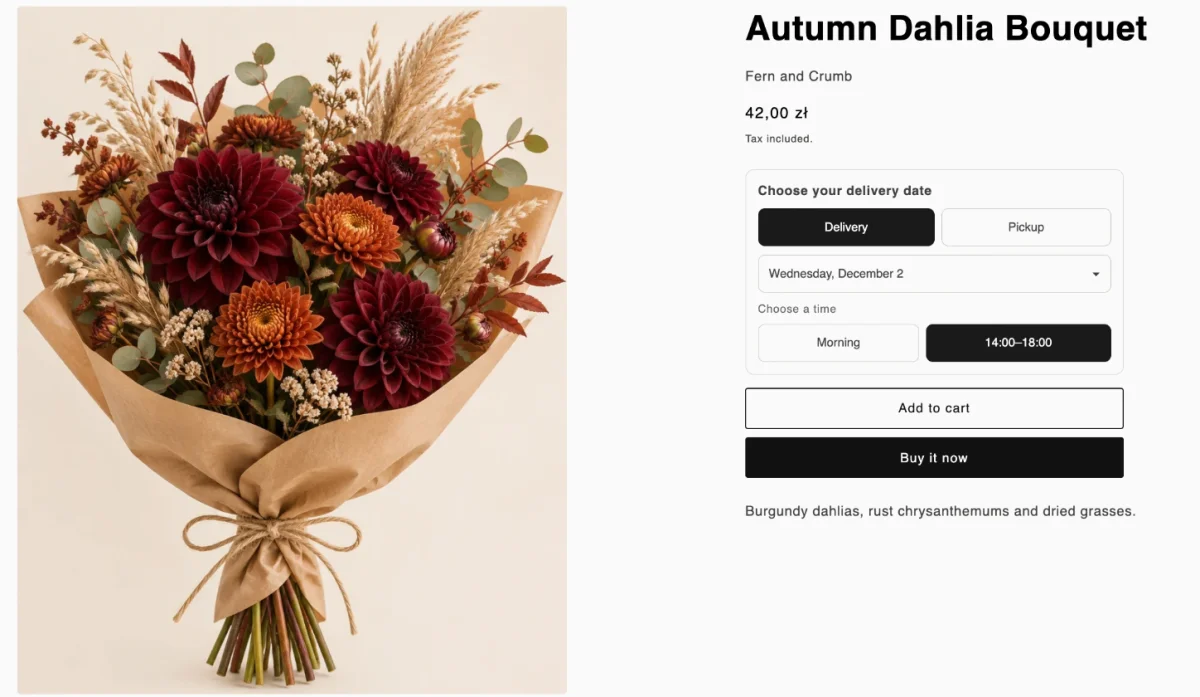 Autumn Dahlia Bouquet
Fern and Crumb
42,00 zł
Tax included.
Choose your delivery date
Delivery
Pickup
Wednesday, December 2
Choose a time
Morning
14:00–18:00
Add to cart
Buy it now
Burgundy dahlias, rust chrysanthemums and dried grasses.